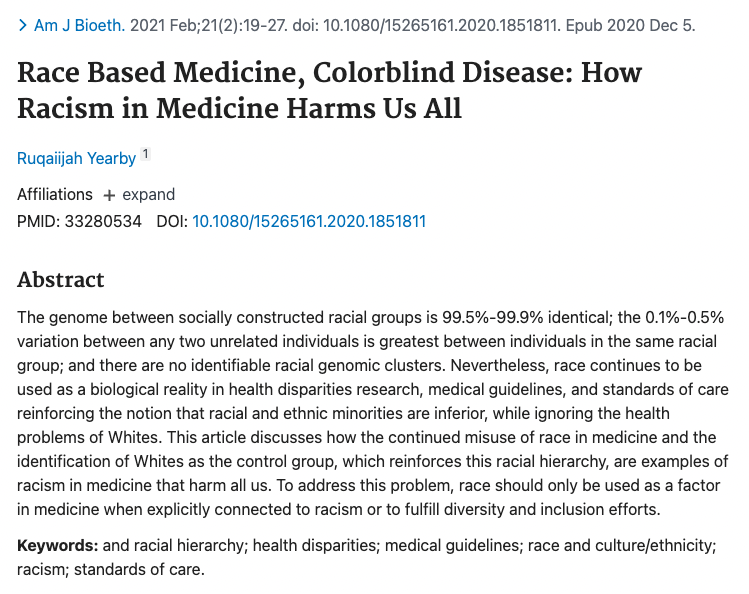 > Am J Bioeth. 2021 Feb;21(2):19-27. doi: 10.1080/15265161.2020.1851811. Epub 2020 Dec 5.
Race Based Medicine, Colorblind Disease: How
Racism in Medicine Harms Us All
Ruqaiijah Yearby 1
Affiliations + expand
PMID: 33280534 DOI: 10.1080/15265161.2020.1851811
Abstract
The genome between socially constructed racial groups is 99.5%-99.9% identical; the 0.1%-0.5%
variation between any two unrelated individuals is greatest between individuals in the same racial
group; and there are no identifiable racial genomic clusters. Nevertheless, race continues to be
used as a biological reality in health disparities research, medical guidelines, and standards of care
reinforcing the notion that racial and ethnic minorities are inferior, while ignoring the health
problems of Whites. This article discusses how the continued misuse of race in medicine and the
identification of Whites as the control group, which reinforces this racial hierarchy, are examples of
racism in medicine that harm all us. To address this problem, race should only be used as a factor
in medicine when explicitly connected to racism or to fulfill diversity and inclusion efforts.
Keywords: and racial hierarchy; health disparities; medical guidelines; race and culture/ethnicity;
racism; standards of care.